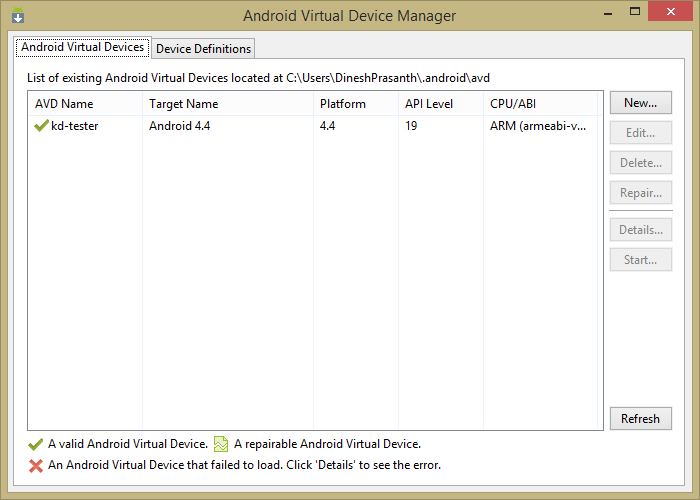 Android Virtual Device Manager
Android Virtual Devices
Device Definitions
List of existing Android Virtual Devices located at C:\Users\DineshPrasanth\.android\avd
AVD Name Target Name Platform API Level CPU/ABI
kd-tester Android 4.4 4.4 19 ARM (armeabi-v...
New...
Edit...
Delete...
Repair...
Details...
Start...
Refresh
A valid Android Virtual Device. A repairable Android Virtual Device.
An Android Virtual Device that failed to load. Click 'Details' to see the error.